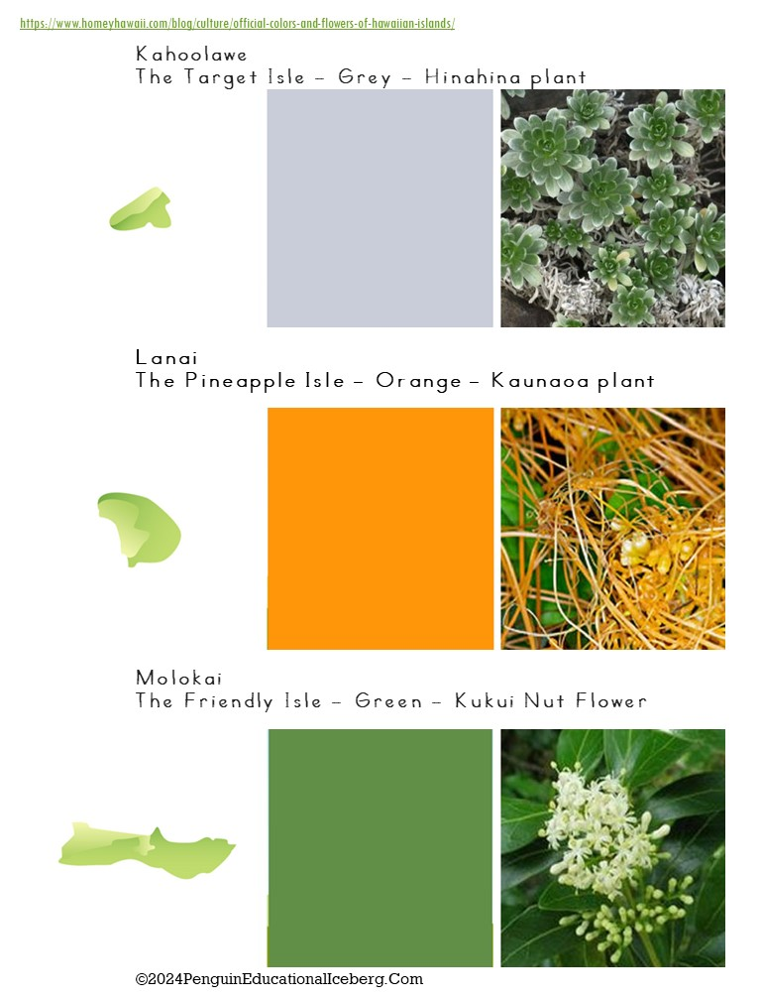 https://www.homeyhawaii.com/blog/culture/official-colors-and-flowers-of-hawaiian-islands/
Kahoolawe
The Target Isle – Grey – Hinahina plant
Lanai
The Pineapple Isle – Orange – Kaunaoa plant
Molokai
The Friendly Isle – Green – Kukui Nut Flower
©2024PenguinEducationalIceberg.Com